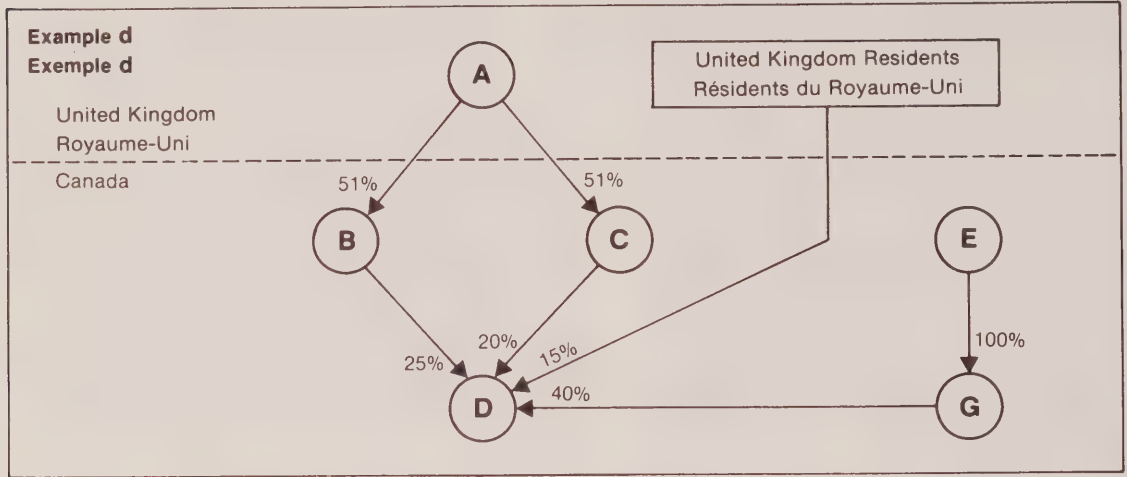 Example d
Exemple d
A
United Kingdom Residents
Résidents du Royaume-Uni
United Kingdom
Royaume-Uni
Canada
51%
51%
B
C
E
25%
20%
15%
100%
40%
D
G